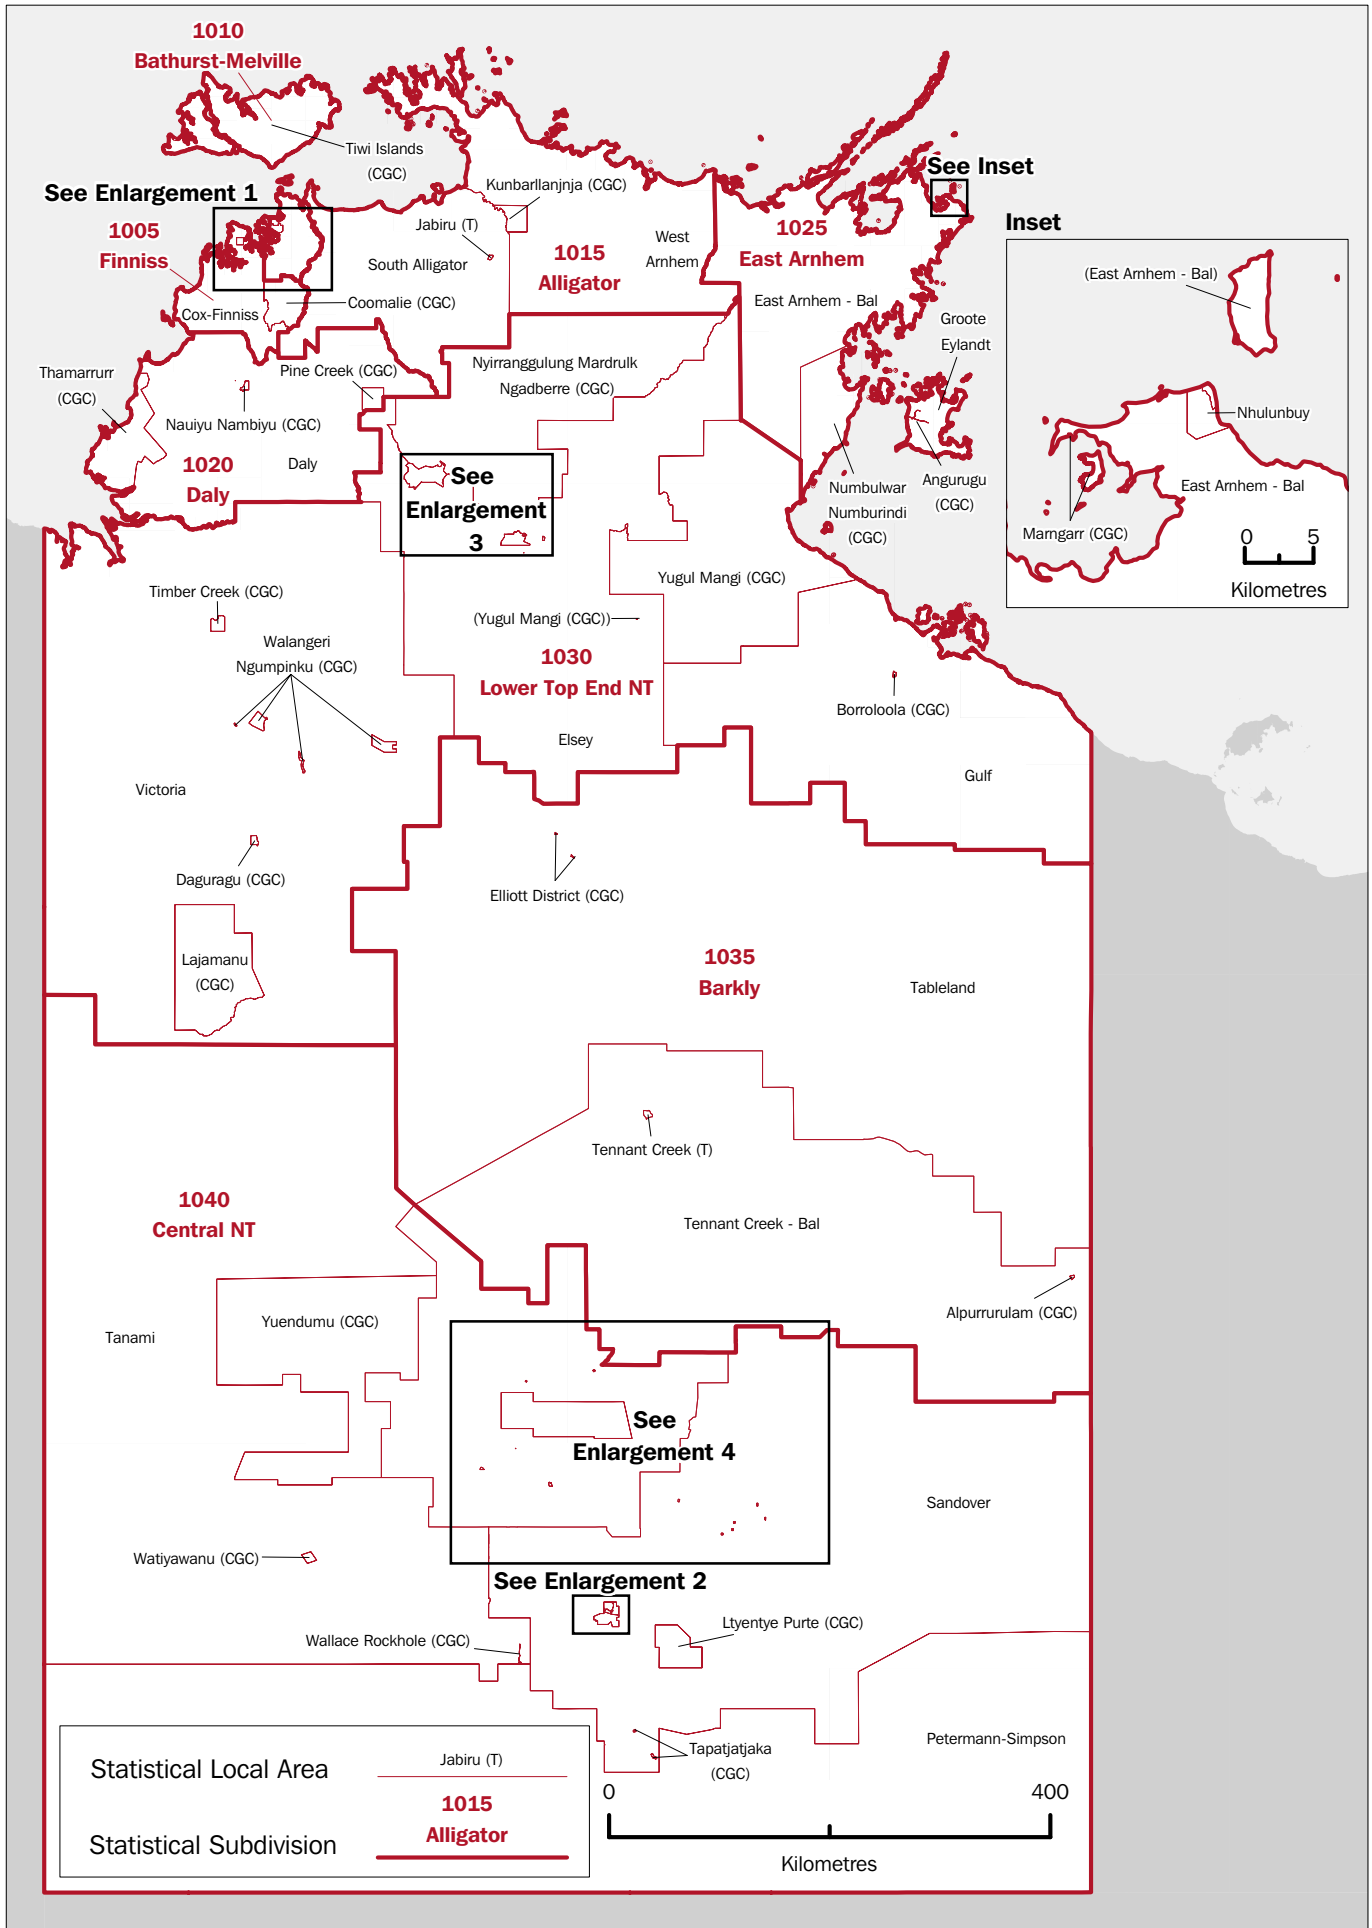 1010
Bathurst-Melville
Tiwi Islands
(CGC)
See Enlargement 1
Kunbarllanjnja (CGC)
See Inset
1005
Finniss
Jabiru (T)
South Alligator
1015
Alligator
West
Arnhem
1025
East Arnhem
Inset
(East Arnhem - Bal)
Cox-Finniss
Coomalie (CGC)
East Arnhem - Bal
Groote
Eylandt
Thamarrurr
(CGC)
Pine Creek (CGC)
Nyirranggulung Mardrulk
Ngadberre (CGC)
Nauiyu Nambiyu (CGC)
Nhulunbuy
1020
Daly
Daly
See
Enlargement
3
Numbulwar
Numburindi
(CGC)
Angurugu
(CGC)
East Arnhem - Bal
Marngarr (CGC)
0 5
Kilometres
Timber Creek (CGC)
Yugul Mangi (CGC)
(Yugul Mangi (CGC))
Walangeri
Ngumpinku (CGC)
1030
Lower Top End NT
Borroloola (CGC)
Elsey
Victoria
Gulf
Daguragu (CGC)
Elliott District (CGC)
Lajamanu
(CGC)
1035
Barkly
Tableland
Tennant Creek (T)
1040
Central NT
Tennant Creek - Bal
Alpurrurulam (CGC)
Yuendumu (CGC)
Tanami
See
Enlargement 4
Sandover
Watiyawanu (CGC)
See Enlargement 2
Ltyentye Purte (CGC)
Wallace Rockhole (CGC)
Petermann-Simpson
Tapatjatjaka
(CGC)
Statistical Local Area
Jabiru (T)
1015
Alligator
Statistical Subdivision
0 400
Kilometres